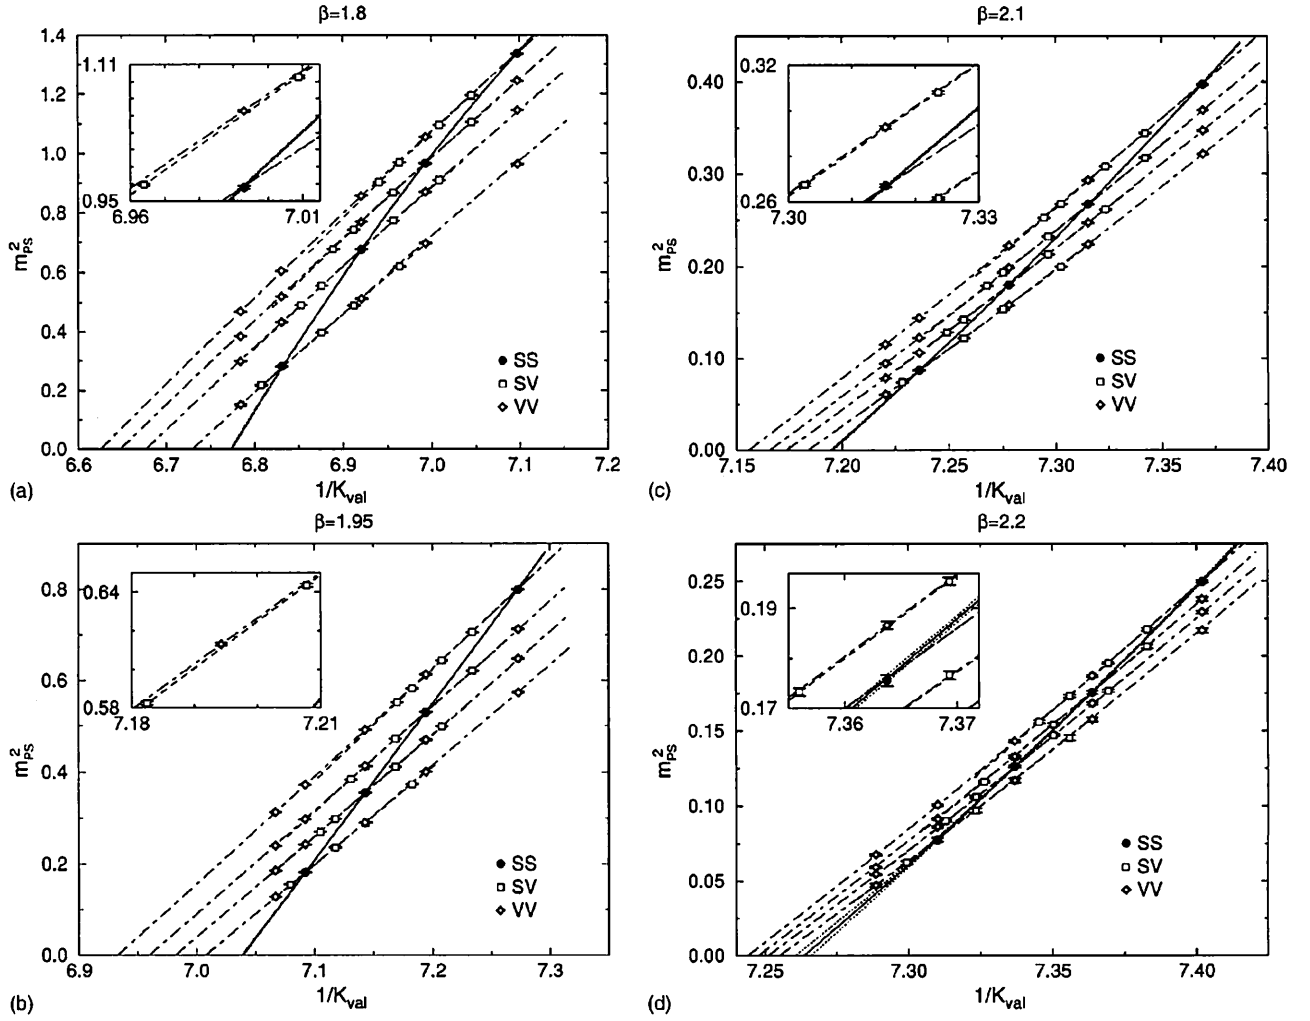 β=1.8
1.4
1.2
1.0
0.8
0.6
0.4
0.2
0.0
m²PS
1.11
0.95
6.96
7.01
SS
SV
VV
6.6
6.7
6.8
6.9
7.0
7.1
7.2
1/Kval
(a)
β=2.1
0.40
0.30
0.20
0.10
0.00
m²PS
0.32
0.26
7.30
7.33
SS
SV
VV
7.15
7.20
7.25
7.30
7.35
7.40
1/Kval
(c)
β=1.95
0.8
0.6
0.4
0.2
0.0
m²PS
0.64
0.58
7.18
7.21
SS
SV
VV
6.9
7.0
7.1
7.2
7.3
1/Kval
(b)
β=2.2
0.25
0.20
0.15
0.10
0.05
0.00
m²PS
0.19
0.17
7.36
7.37
SS
SV
VV
7.25
7.30
7.35
7.40
1/Kval
(d)